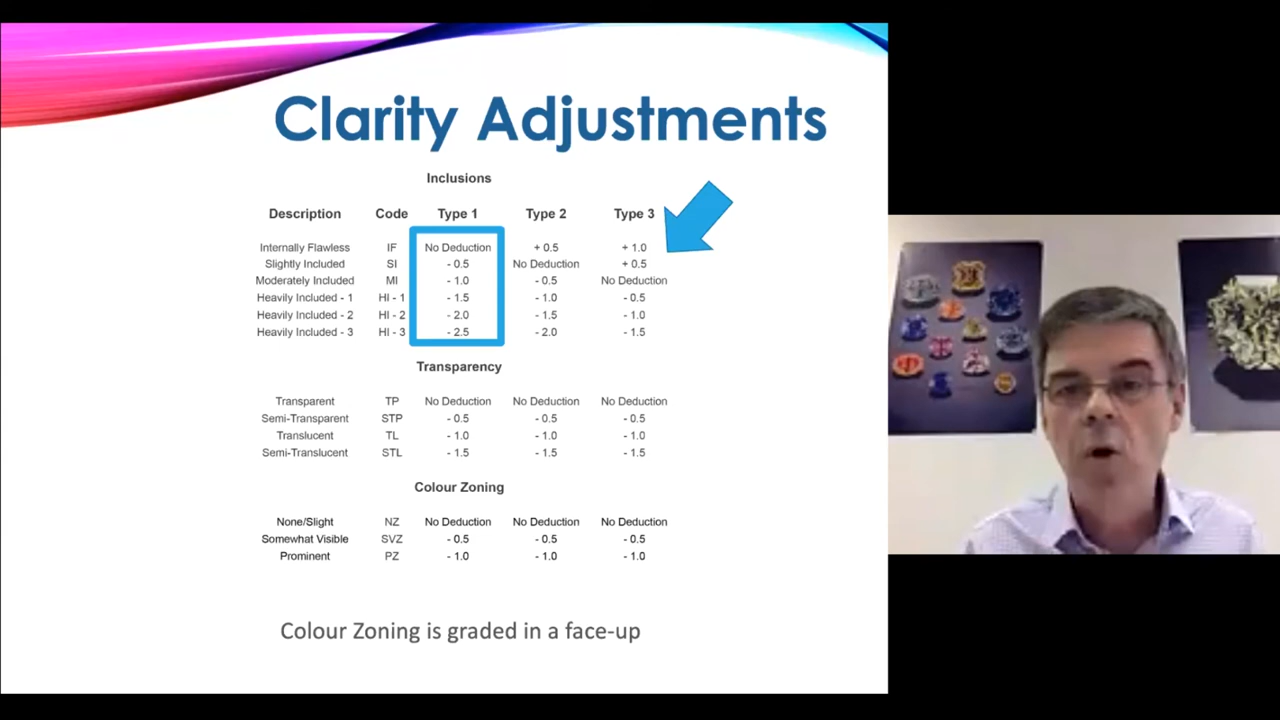 Clarity Adjustments
Inclusions
Description Code Type 1 Type 2 Type 3
Internally Flawless IF No Deduction + 0.5 + 1.0
Slightly Included SI - 0.5 No Deduction + 0.5
Moderately Included MI - 1.0 - 0.5 No Deduction
Heavily Included - 1 HI - 1 - 1.5 - 1.0 - 0.5
Heavily Included - 2 HI - 2 - 2.0 - 1.5 - 1.0
Heavily Included - 3 HI - 3 - 2.5 - 2.0 - 1.5
Transparency
Transparent TP No Deduction No Deduction No Deduction
Semi-Transparent STP - 0.5 - 0.5 - 0.5
Translucent TL - 1.0 - 1.0 - 1.0
Semi-Translucent STL - 1.5 - 1.5 - 1.5
Colour Zoning
None/Slight NZ No Deduction No Deduction No Deduction
Somewhat Visible SVZ - 0.5 - 0.5 - 0.5
Prominent PZ - 1.0 - 1.0 - 1.0
Colour Zoning is graded in a face-up